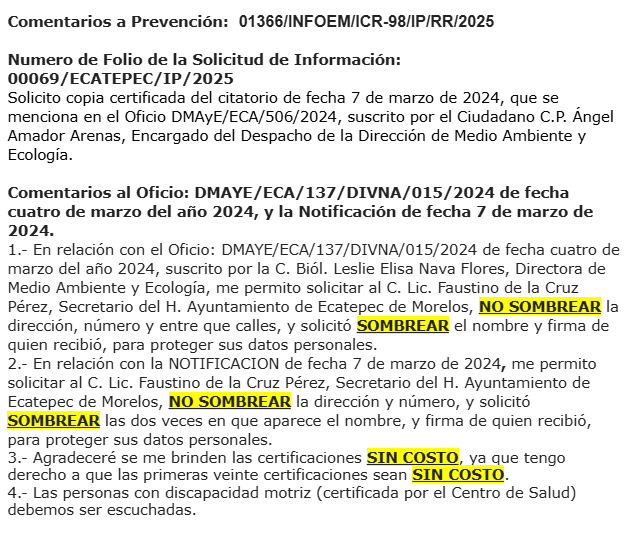 Comentarios a Prevención:  01366/INFOEM/ICR-98/IP/RR/2025
Numero de Folio de la Solicitud de Información:
00069/ECATEPEC/IP/2025
Solicito copia certificada del citatorio de fecha 7 de marzo de 2024, que se
menciona en el Oficio DMAyE/ECA/506/2024, suscrito por el Ciudadano C.P. Ángel
Amador Arenas, Encargado del Despacho de la Dirección de Medio Ambiente y
Ecología.
Comentarios al Oficio: DMAYE/ECA/137/DIVNA/015/2024 de fecha
cuatro de marzo del año 2024, y la Notificación de fecha 7 de marzo de
2024.
1.- En relación con el Oficio: DMAYE/ECA/137/DIVNA/015/2024 de fecha cuatro de
marzo del año 2024, suscrito por la C. Biól. Leslie Elisa Nava Flores, Directora de
Medio Ambiente y Ecología, me permito solicitar al C. Lic. Faustino de la Cruz
Pérez, Secretario del H. Ayuntamiento de Ecatepec de Morelos, NO SOMBREAR la
dirección, número y entre que calles, y solicitó SOMBREAR el nombre y firma de
quien recibió, para proteger sus datos personales.
2.- En relación con la NOTIFICACION de fecha 7 de marzo de 2024, me permito
solicitar al C. Lic. Faustino de la Cruz Pérez, Secretario del H. Ayuntamiento de
Ecatepec de Morelos, NO SOMBREAR la dirección y número, y solicitó
SOMBREAR las dos veces en que aparece el nombre, y firma de quien recibió,
para proteger sus datos personales.
3.- Agradeceré se me brinden las certificaciones SIN COSTO, ya que tengo
derecho a que las primeras veinte certificaciones sean SIN COSTO.
4.- Las personas con discapacidad motriz (certificada por el Centro de Salud)
debemos ser escuchadas.